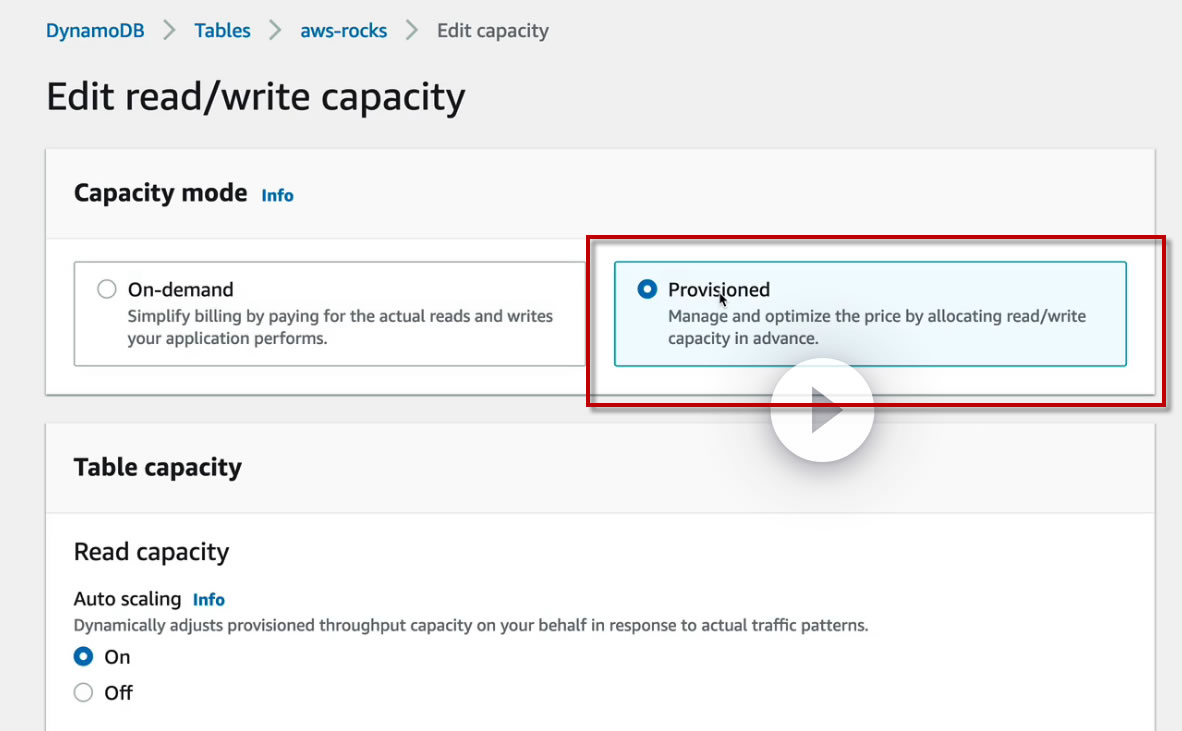 DynamoDB > Tables > aws-rocks > Edit capacity
Edit read/write capacity
Capacity mode Info
On-demand
Simplify billing by paying for the actual reads and writes
your application performs.
Provisioned
Manage and optimize the price by allocating read/write
capacity in advance.
Table capacity
Read capacity
Auto scaling Info
Dynamically adjusts provisioned throughput capacity on your behalf in response to actual traffic patterns.
On
Off